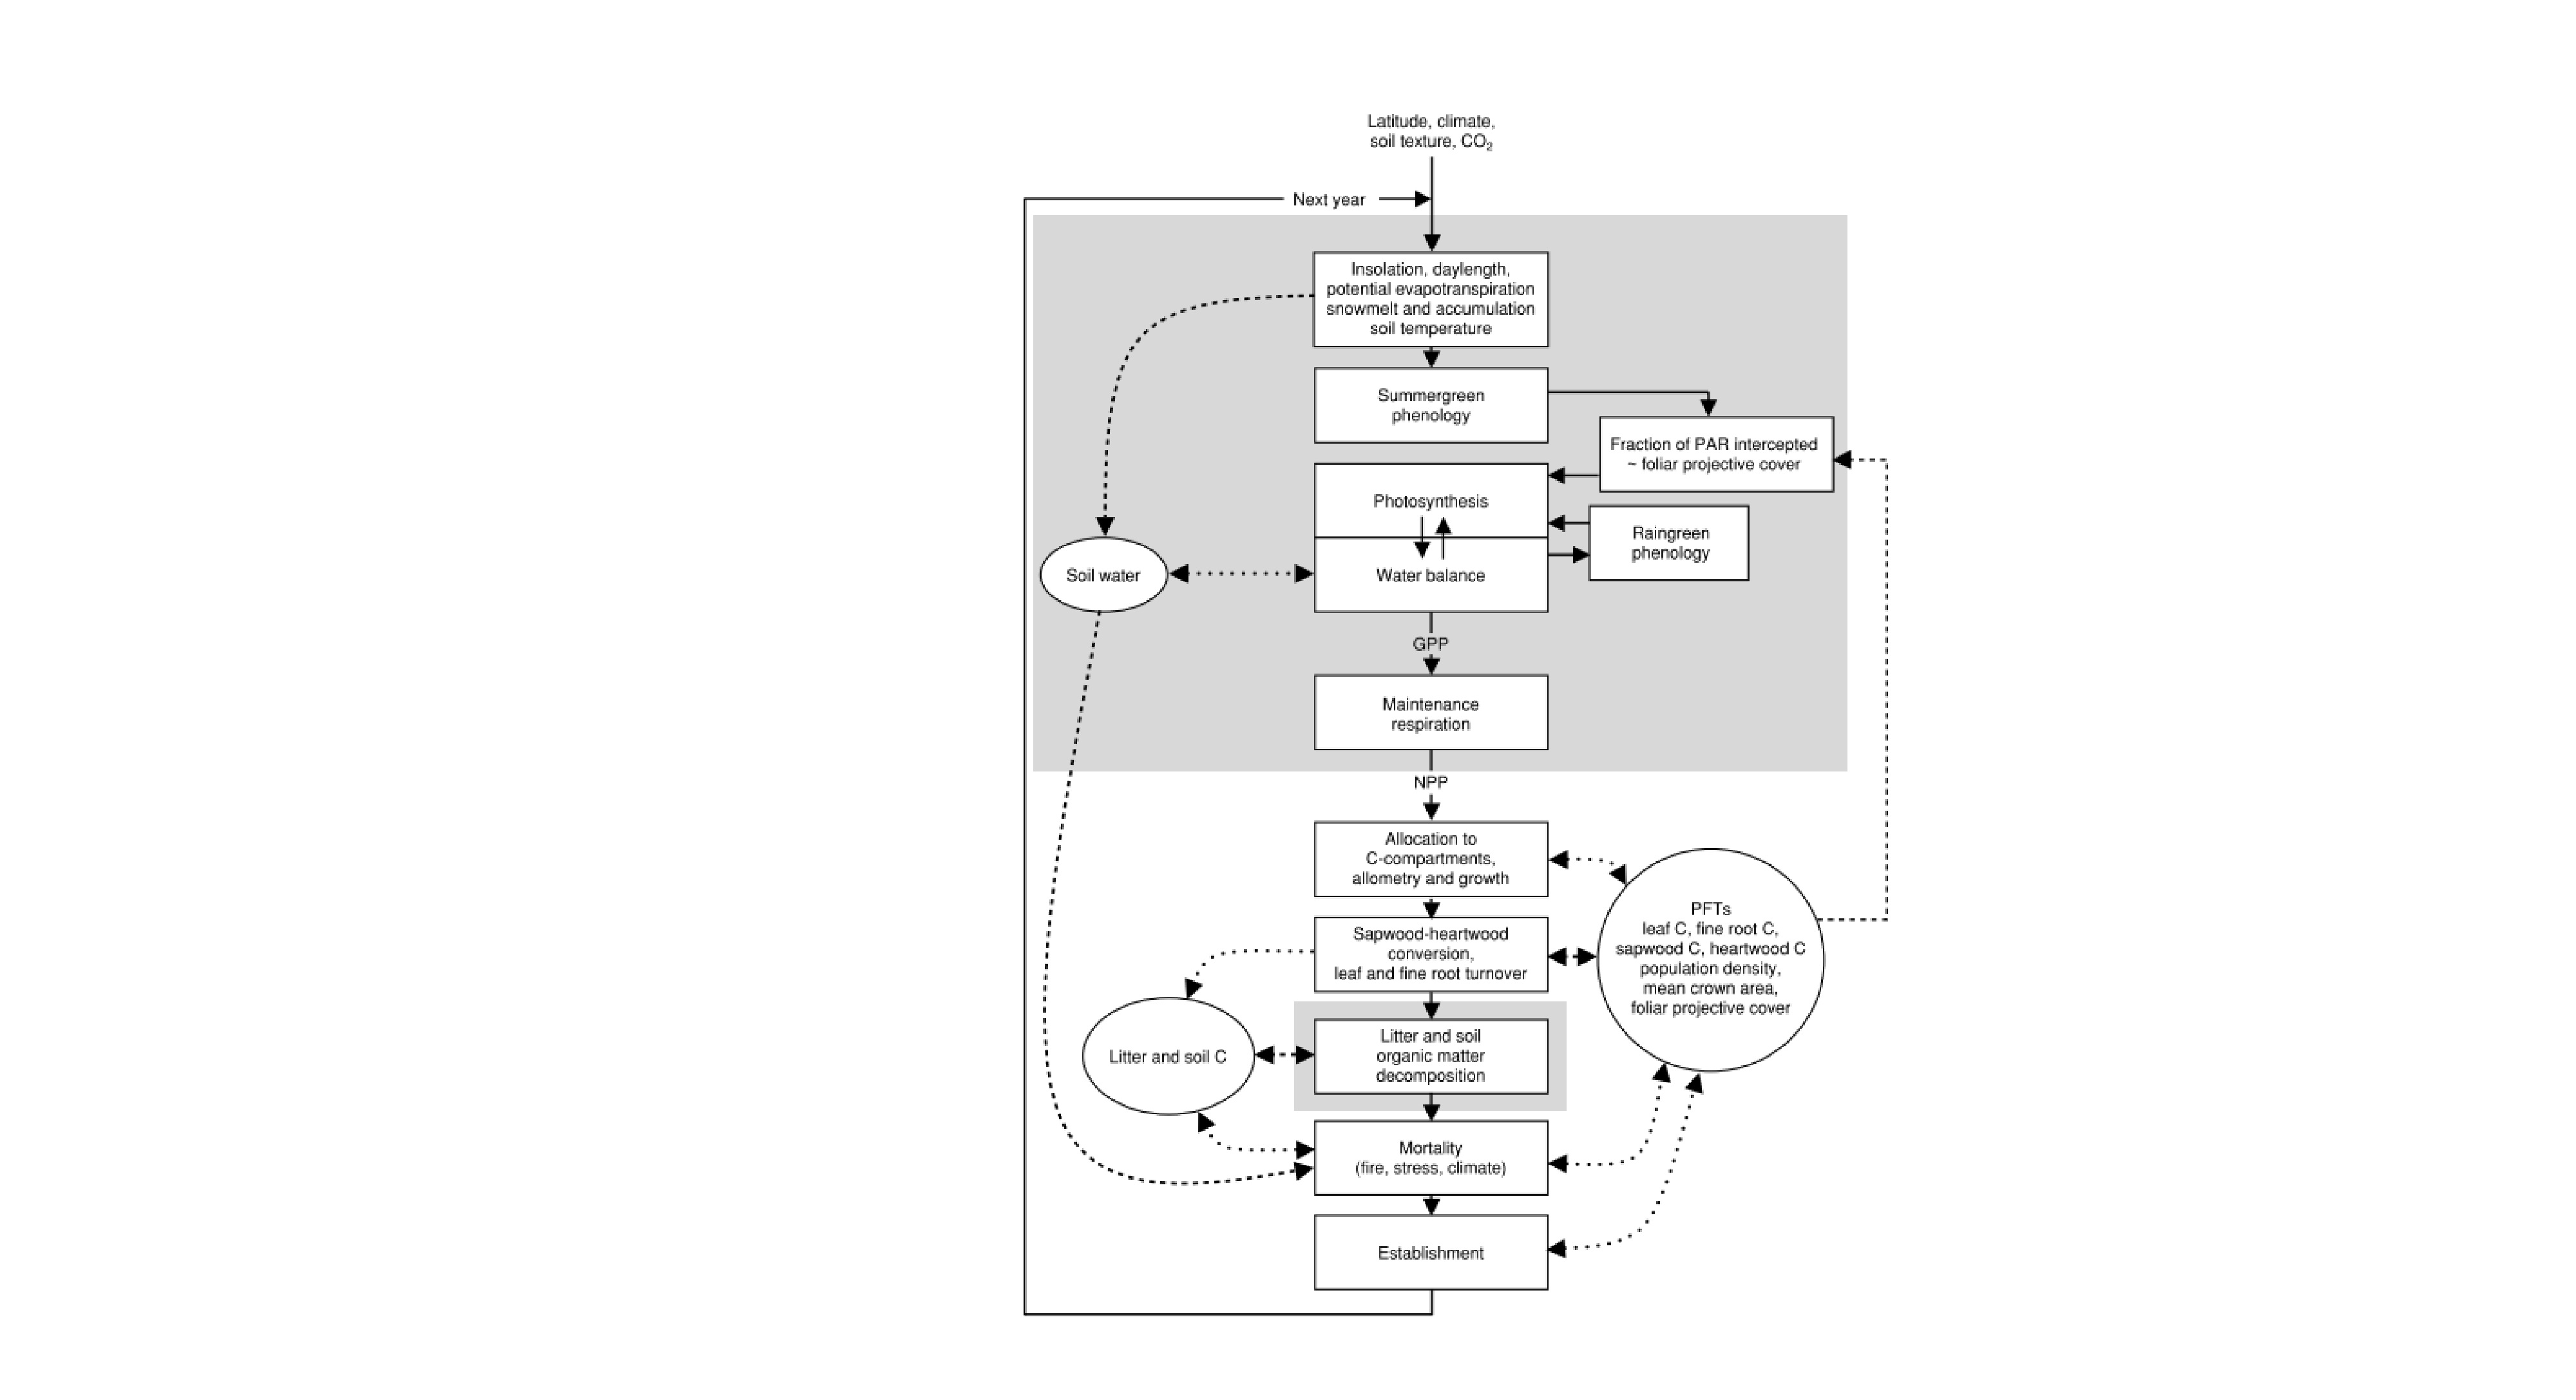 Latitude, climate,
soil texture, CO₂
Next year
Insolation, daylength,
potential evapotranspiration
snowmelt and accumulation
soil temperature
Summergreen
phenology
Fraction of PAR intercepted
~ foliar projective cover
Photosynthesis
Raingreen
phenology
Soil water
Water balance
GPP
Maintenance
respiration
NPP
Allocation to
C-compartments,
allometry and growth
PFTs
leaf C, fine root C,
sapwood C, heartwood C
population density,
mean crown area,
foliar projective cover
Sapwood-heartwood
conversion,
leaf and fine root turnover
Litter and soil C
Litter and soil
organic matter
decomposition
Mortality
(fire, stress, climate)
Establishment